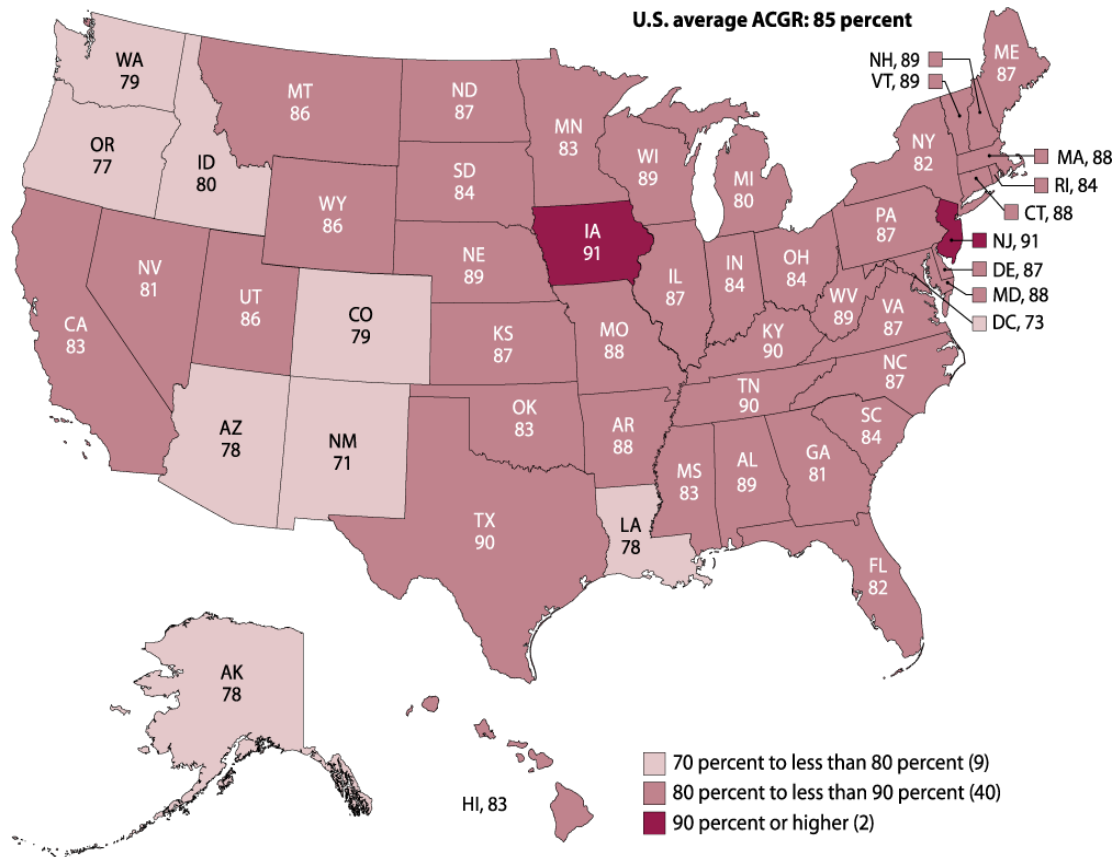 U.S. average ACGR: 85 percent
WA
79
OR
77
ID
80
MT
86
ND
87
MN
83
SD
84
WY
86
WI
89
MI
80
NY
82
NH, 89
VT, 89
ME
87
MA, 88
RI, 84
CT, 88
NJ, 91
DE, 87
MD, 88
DC, 73
PA
87
IA
91
NE
89
NV
81
UT
86
CO
79
CA
83
KS
87
MO
88
IL
87
IN
84
OH
84
WV
89
VA
87
KY
90
NC
87
TN
90
SC
84
AZ
78
NM
71
OK
83
AR
88
MS
83
AL
89
GA
81
TX
90
LA
78
FL
82
AK
78
HI, 83
70 percent to less than 80 percent (9)
80 percent to less than 90 percent (40)
90 percent or higher (2)